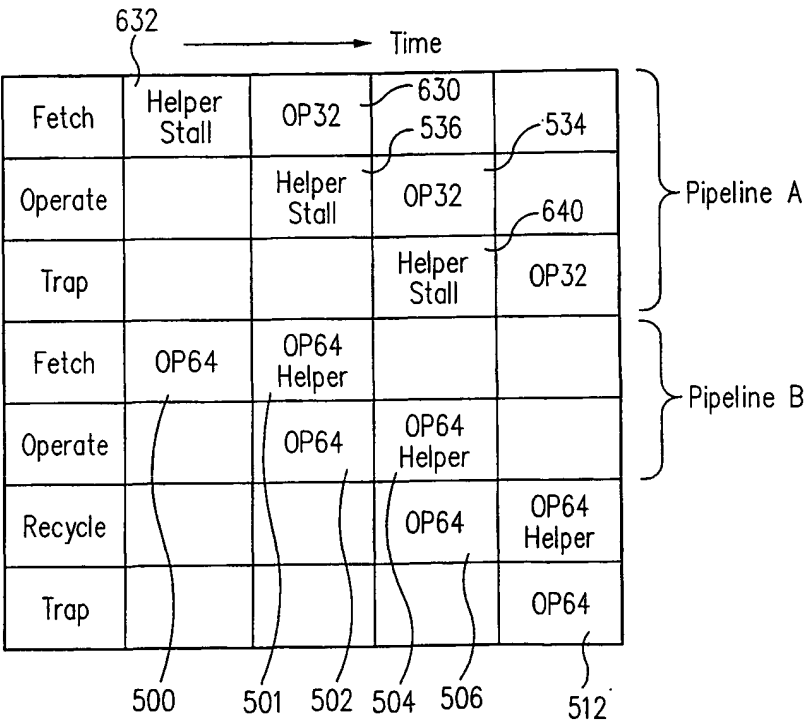 632
Time
Fetch
Helper
Stall
OP32
630
536
534
Operate
Helper
Stall
OP32
640
Pipeline A
Trap
Helper
Stall
OP32
Fetch
OP64
OP64
Helper
Pipeline B
Operate
OP64
OP64
Helper
Recycle
OP64
OP64
Helper
Trap
OP64
500
501
502
504
506
512